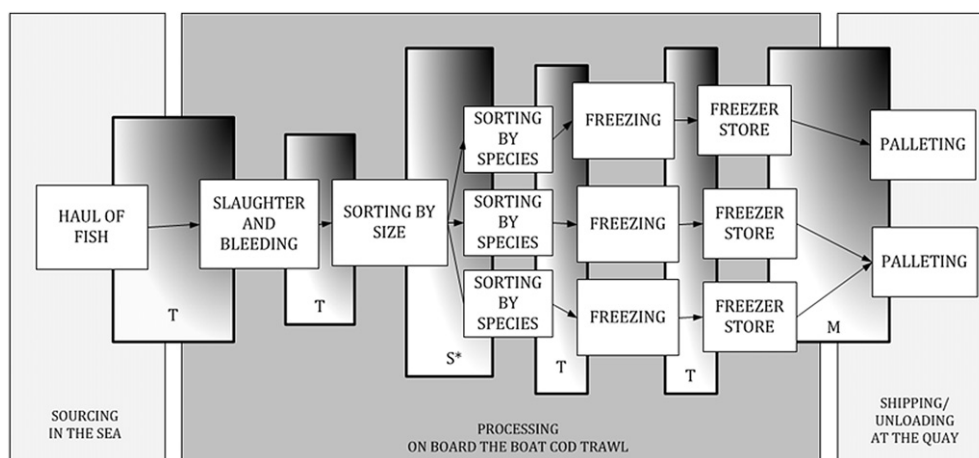 HAUL OF
FISH
SLAUGHTER
AND
BLEEDING
SORTING BY
SIZE
SORTING
BY
SPECIES
SORTING
BY
SPECIES
SORTING
BY
SPECIES
FREEZING
FREEZING
FREEZING
FREEZER
STORE
FREEZER
STORE
FREEZER
STORE
PALLETING
PALLETING
T
T
S*
T
T
M
SOURCING
IN THE SEA
PROCESSING
ON BOARD THE BOAT COD TRAWL
SHIPPING/
UNLOADING
AT THE QUAY